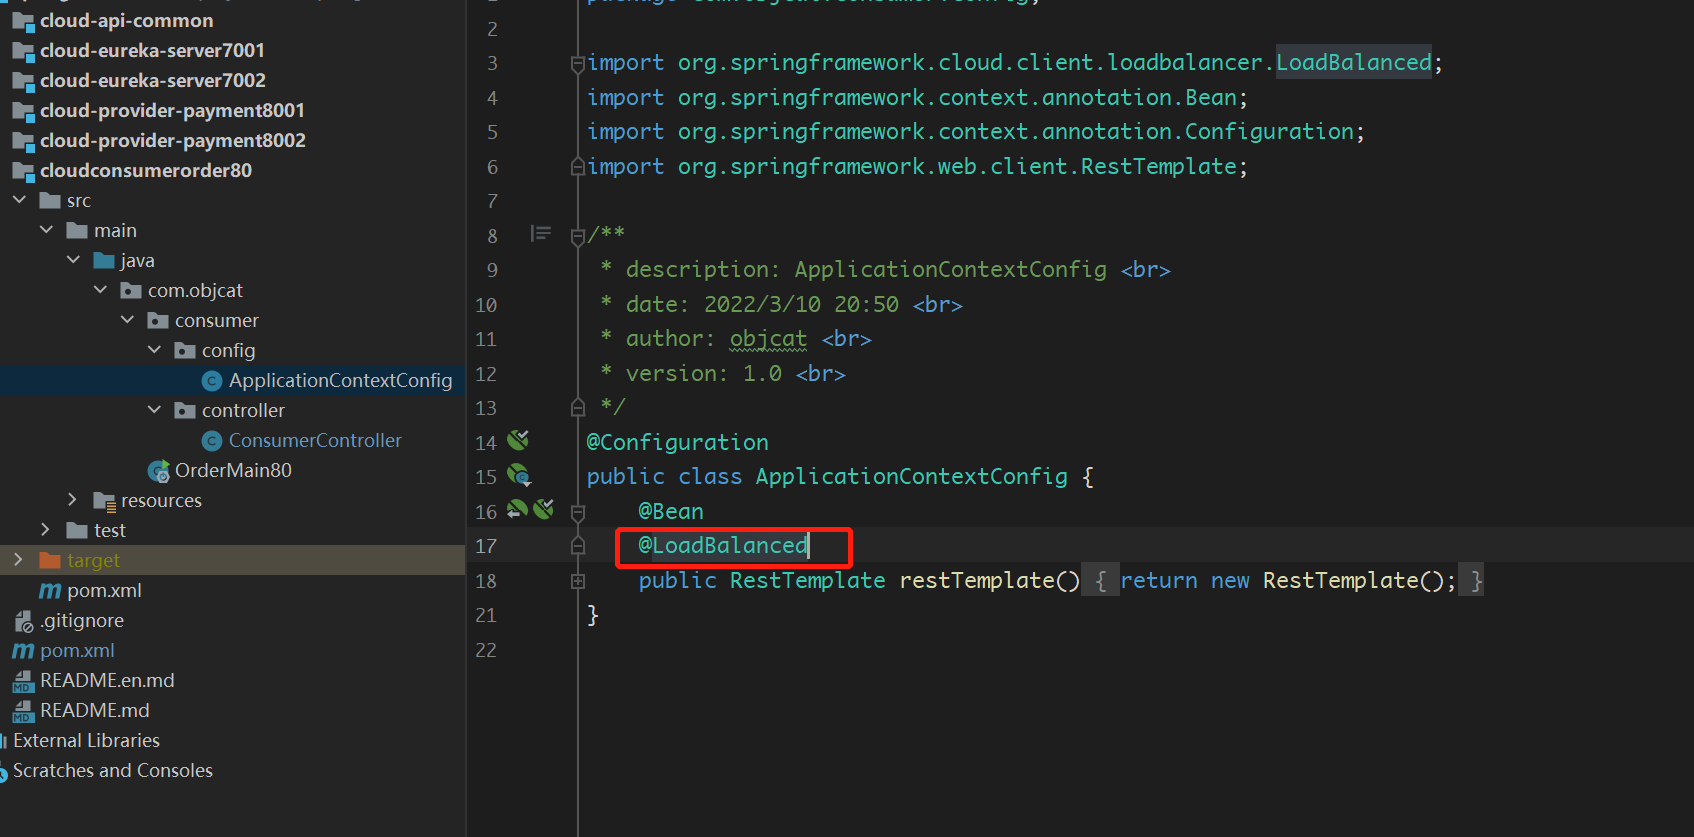 cloud-api-common
cloud-eureka-server7001
cloud-eureka-server7002
cloud-provider-payment8001
cloud-provider-payment8002
cloudconsumerorder80
src
main
java
com.objcat
consumer
config
ApplicationContextConfig
controller
ConsumerController
OrderMain80
resources
test
target
pom.xml
.gitignore
pom.xml
README.en.md
README.md
External Libraries
Scratches and Consoles
2
3 import org.springframework.cloud.client.loadbalancer.LoadBalanced;
4 import org.springframework.context.annotation.Bean;
5 import org.springframework.context.annotation.Configuration;
6 import org.springframework.web.client.RestTemplate;
7
8 /**
9 * description: ApplicationContextConfig <br>
10 * date: 2022/3/10 20:50 <br>
11 * author: objcat <br>
12 * version: 1.0 <br>
13 */
14 @Configuration
15 public class ApplicationContextConfig {
16 @Bean
17 @LoadBalanced
18 public RestTemplate restTemplate() { return new RestTemplate(); }
21 }
22